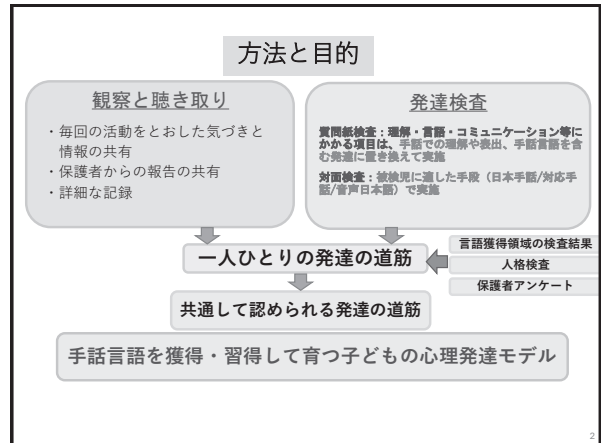 方法と目的
観察と聴き取り
・毎回の活動をとおした気づきと
情報の共有
・保護者からの報告の共有
・詳細な記録
発達検査
質問紙検査：理解・言語・コミュニケーション等に
かかる項目は、手話での理解や表出、手話言語を含
む発達に置き換えて実施
対面検査：被検児に適した手段（日本手話/対応手
話/音声日本語）で実施
一人ひとりの発達の道筋
言語獲得領域の検査結果
人格検査
保護者アンケート
共通して認められる発達の道筋
手話言語を獲得・習得して育つ子どもの心理発達モデル
2